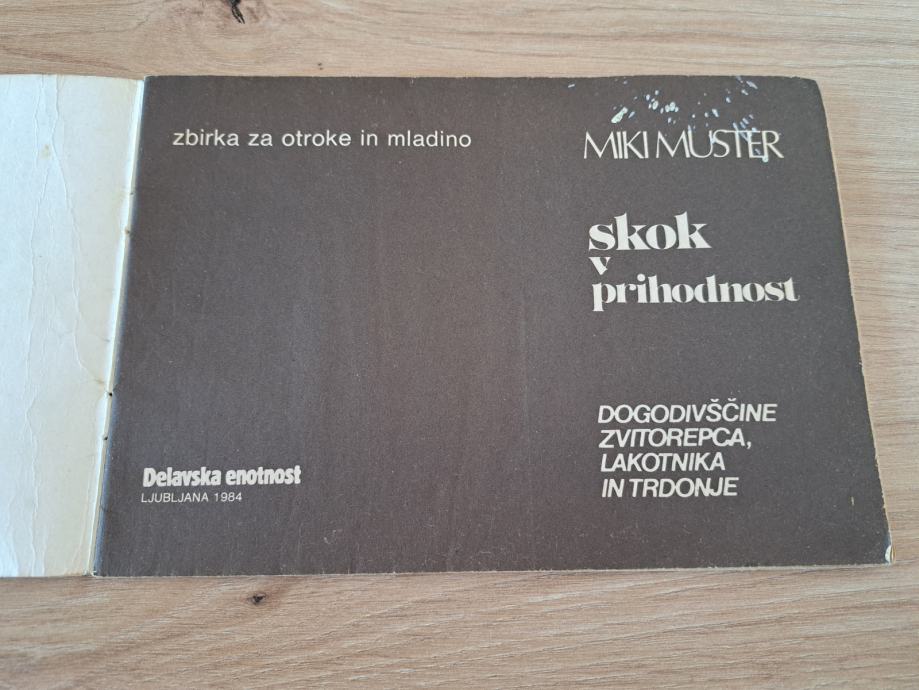 zbirka za otroke in mladino
MIKI MUSTER
skok
v
prihodnost
DOGODIVŠČINE
ZVITOREPCA,
LAKOTNIKA
IN TRDONJE
Delavska enotnost
LJUBLJANA 1984